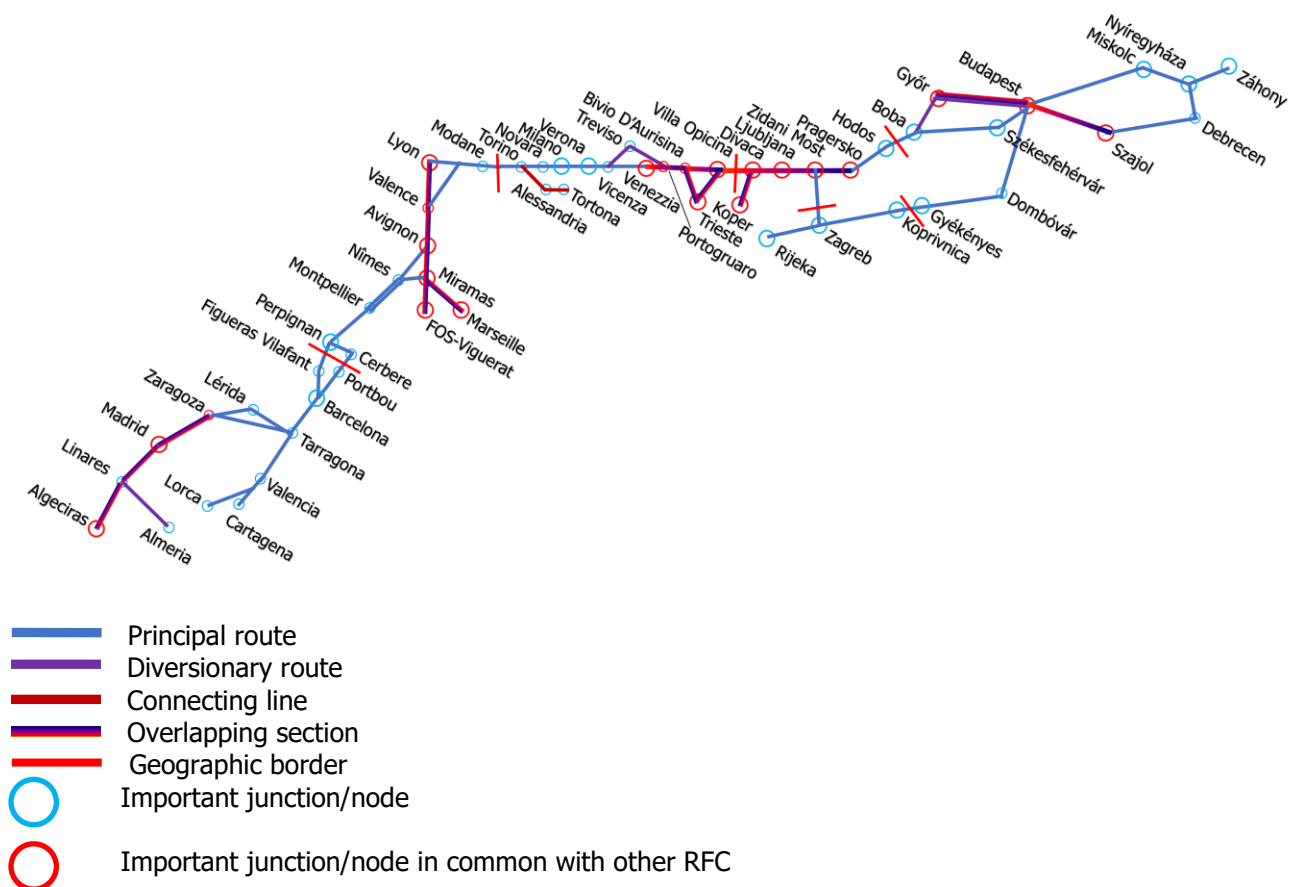 Nyíregyháza
Miskolc
Záhony
Budapest
Győr
Debrecen
Szajol
Boba
Hodos
Székesfehérvár
Pragersko
Zidani Most
Ljubljana
Divaca
Villa Opicina
Bivio D'Aurisina
Treviso
Verona
Milano
Novara
Torino
Modane
Lyon
Dombóvár
Gyékényes
Koprivnica
Zagreb
Rijeka
Koper
Trieste
Portogruaro
Venezzia
Vicenza
Tortona
Alessandria
Valence
Avignon
Nîmes
Montpellier
Miramas
Marseille
FOS-Viguerat
Perpignan
Figueras Vilafant
Cerbere
Portbou
Barcelona
Lérida
Zaragoza
Madrid
Tarragona
Linares
Lorca
Valencia
Algeciras
Cartagena
Almeria
Principal route
Diversionary route
Connecting line
Overlapping section
Geographic border
Important junction/node
Important junction/node in common with other RFC